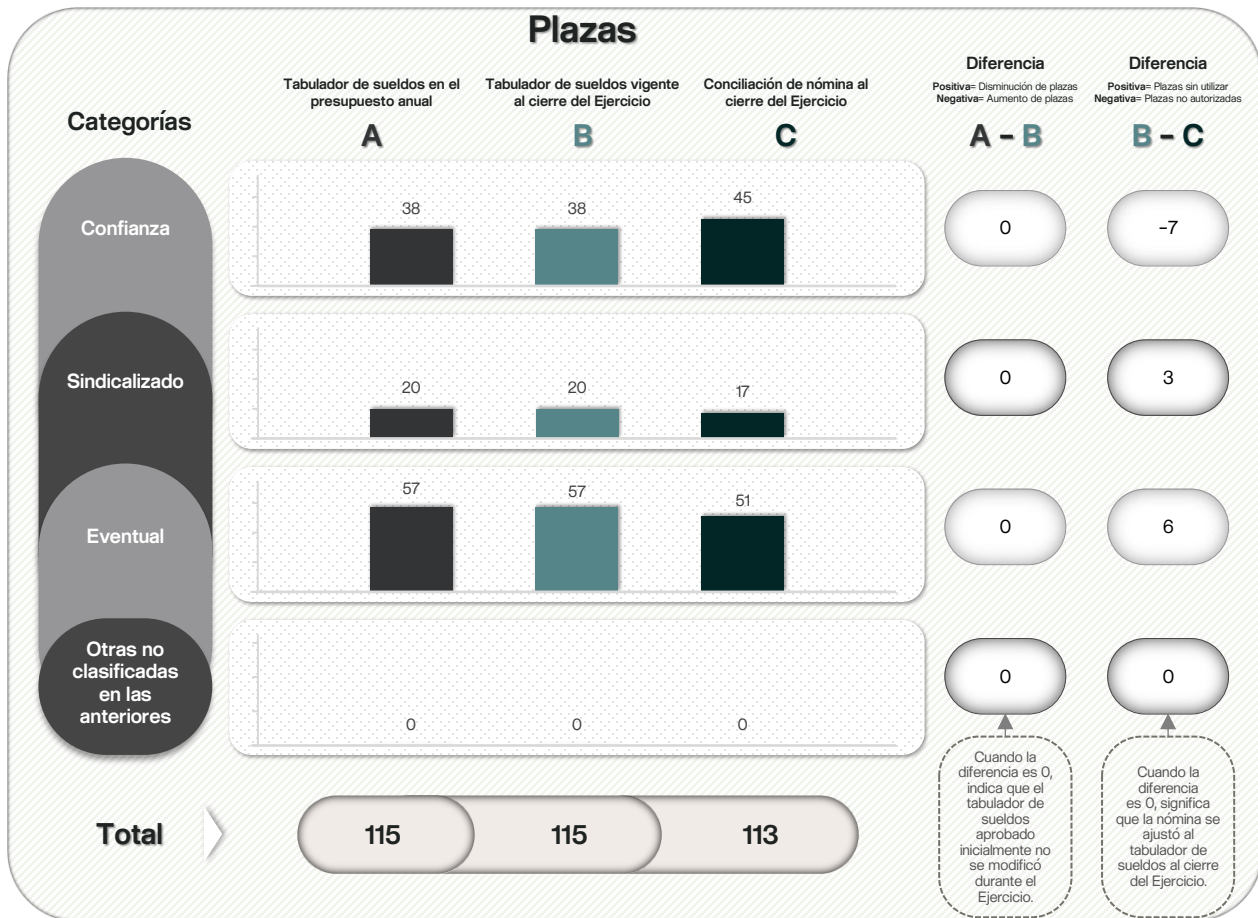 Plazas
Categorías
Tabulador de sueldos en el
presupuesto anual
A
Tabulador de sueldos vigente
al cierre del Ejercicio
B
Conciliación de nómina al
cierre del Ejercicio
C
Diferencia
Positiva= Disminución de plazas
Negativa= Aumento de plazas
A - B
Diferencia
Positiva= Plazas sin utilizar
Negativa= Plazas no autorizadas
B - C
Confianza
38
38
45
0
-7
Sindicalizado
20
20
17
0
3
Eventual
57
57
51
0
6
Otras no
clasificadas
en las
anteriores
0
0
0
0
0
Total
115
115
113
Cuando la
diferencia es 0,
indica que el
tabulador de
sueldos
aprobado
inicialmente no
se modificó
durante el
Ejercicio.
Cuando la
diferencia
es 0, significa
que la nómina se
ajustó al
tabulador de
sueldos al cierre
del Ejercicio.